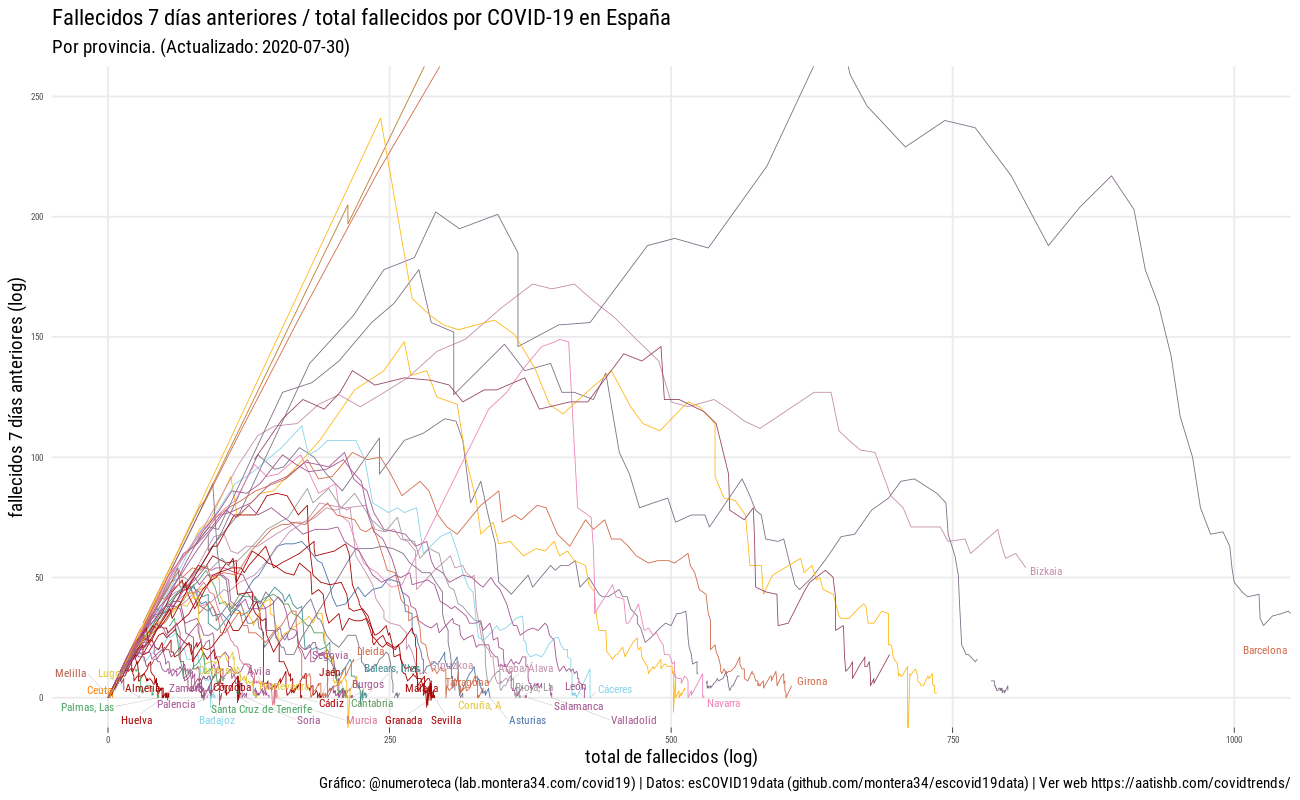 Fallecidos 7 días anteriores / total fallecidos por COVID-19 en España
Por provincia. (Actualizado: 2020-07-30)
fallecidos 7 días anteriores (log)
250
200
150
100
50
0
Bizkaia
Barcelona
Segovia
Lleida
Melilla
Lugo
Ávila
Jaén
Balears, Illes
Gipuzkoa
Araba/Álava
Ceuta
Almería
Zamora
Córdoba
Burgos
Málaga
Tarragona
Rioja, La
León
Cáceres
Girona
Palmas, Las
Palencia
Santa Cruz de Tenerife
Cádiz
Cantabria
Coruña, A
Salamanca
Navarra
Huelva
Badajoz
Soria
Murcia
Granada
Sevilla
Asturias
Valladolid
0
250
500
750
1000
total de fallecidos (log)
Gráfico: @numeroteca (lab.montera34.com/covid19) | Datos: esCOVID19data (github.com/montera34/escovid19data) | Ver web https://aatishb.com/covidtrends/